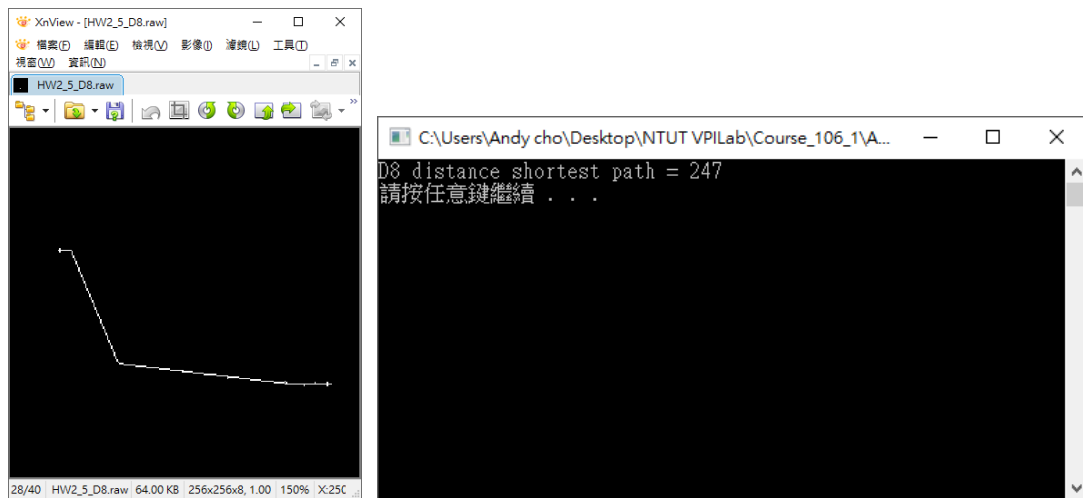 XnView - [HW2_5_D8.raw]
檔案(F) 編輯(E) 檢視(V) 影像(I) 濾鏡(L) 工具(T)
視窗(W) 資訊(N)
HW2_5_D8.raw
28/40 HW2_5_D8.raw 64.00 KB 256x256x8, 1.00 150% X:250
C:\Users\Andy cho\Desktop\NTUT VPILab\Course_106_1\A...
D8 distance shortest path = 247
請按任意鍵繼續 . . .